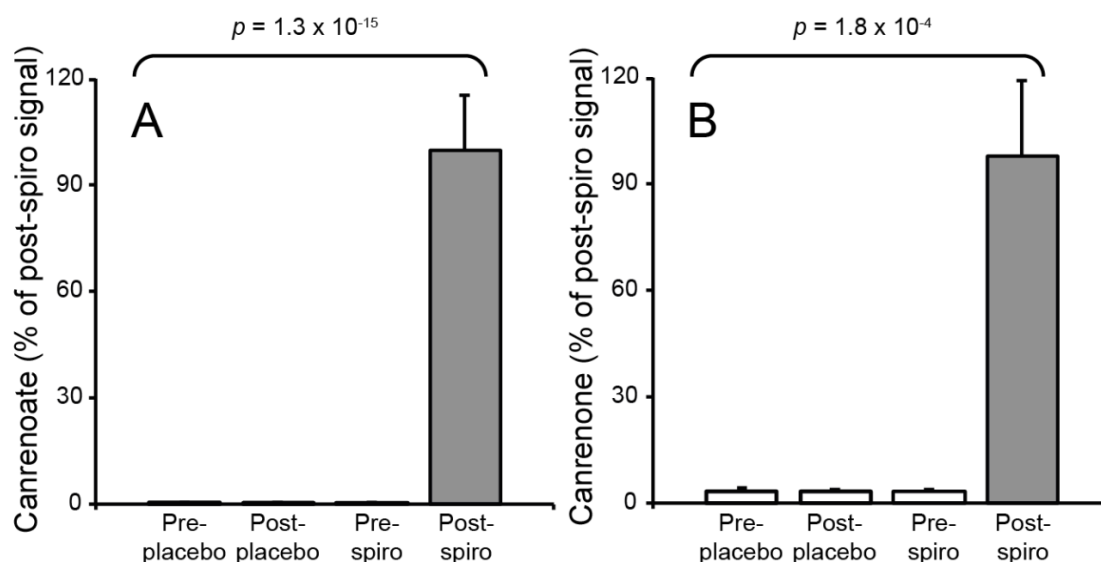 p = 1.3 x 10⁻¹⁵
A
Canrenoate (% of post-spiro signal)
120
90
60
30
0
Pre-placebo
Post-placebo
Pre-spiro
Post-spiro
p = 1.8 x 10⁻⁴
B
Canrenone (% of post-spiro signal)
120
90
60
30
0
Pre-placebo
Post-placebo
Pre-spiro
Post-spiro